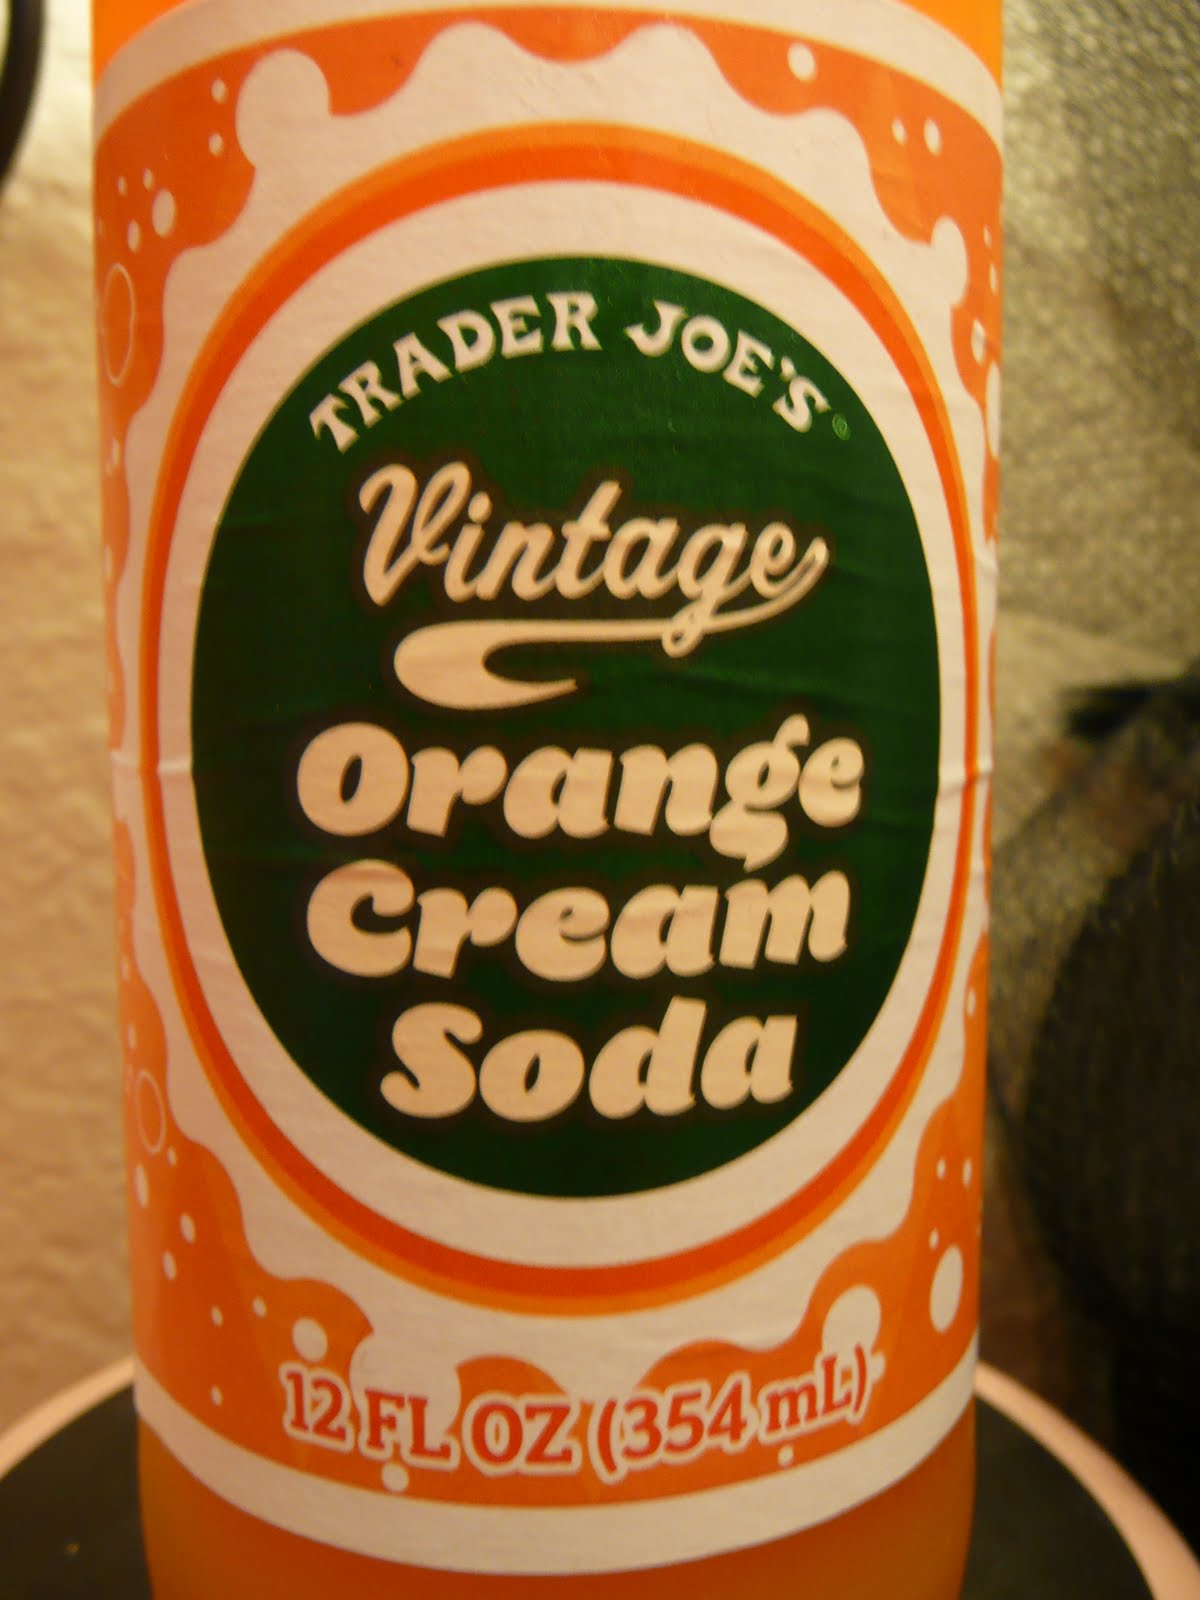 TRADER JOE'S®
Vintage
Orange
Cream
Soda
12 FL OZ (354 mL)